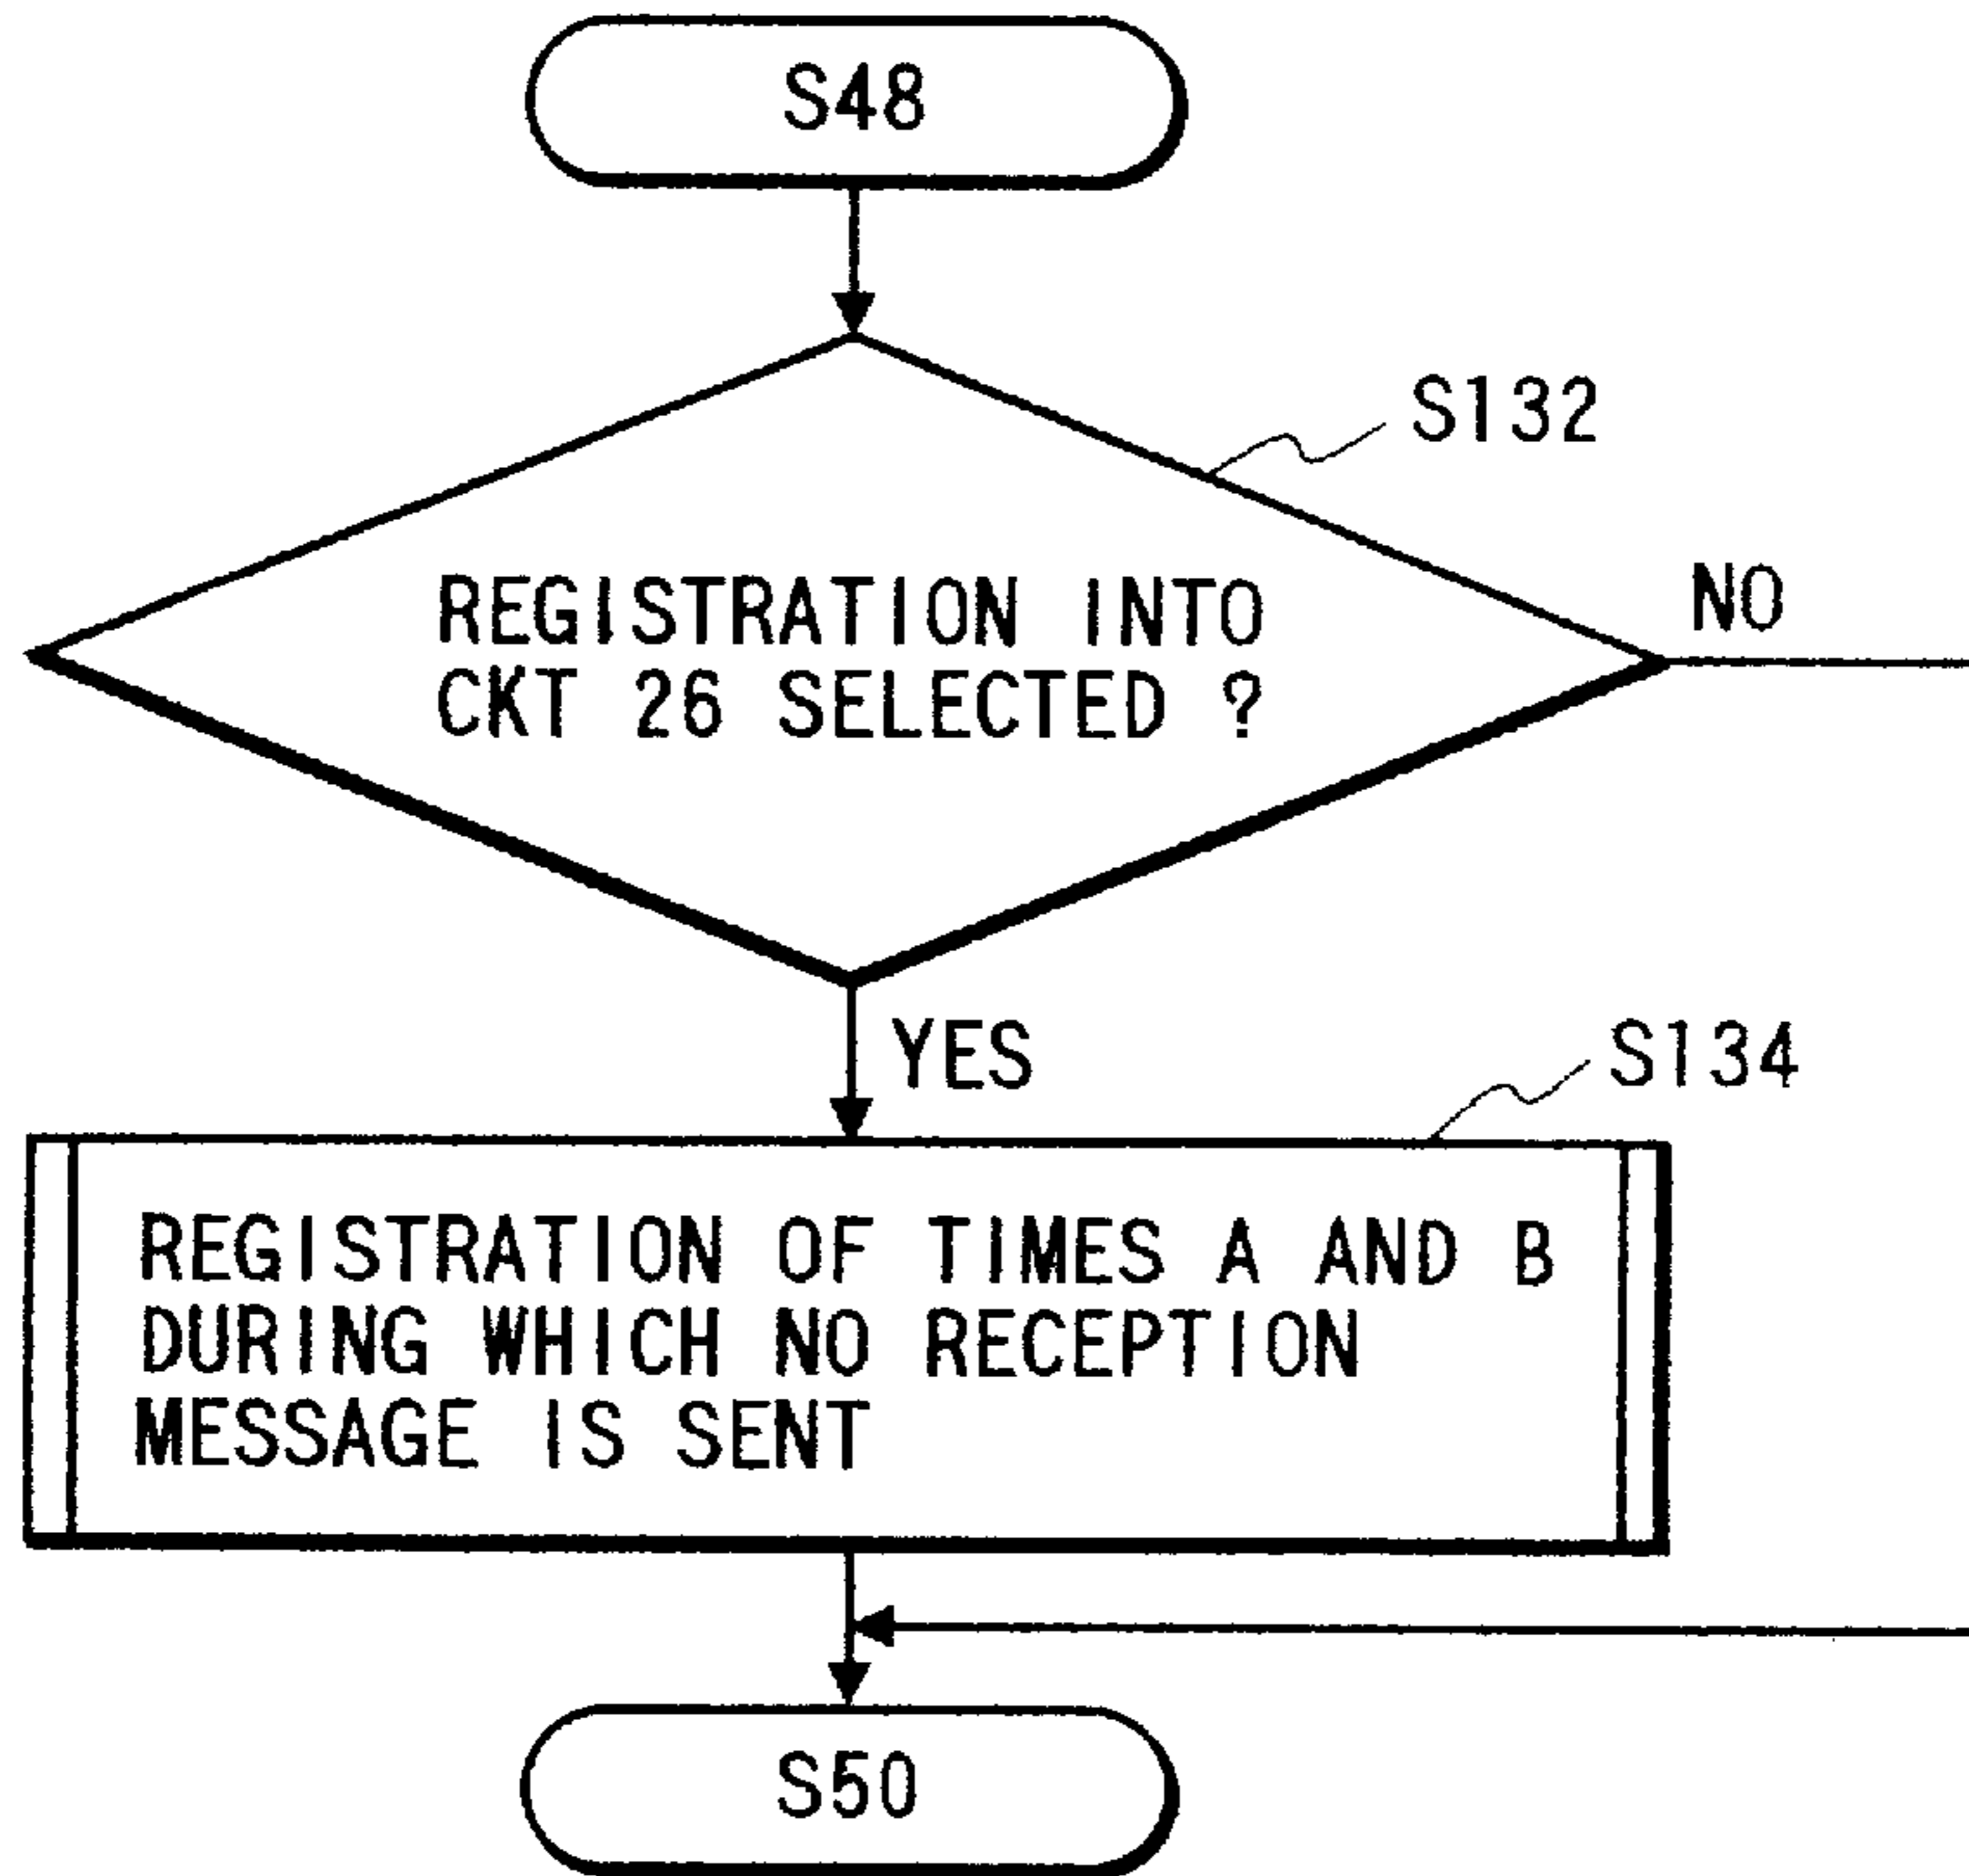 S48
S132
REGISTRATION INTO
CKT 26 SELECTED ?
NO
YES
S134
REGISTRATION OF TIMES A AND B
DURING WHICH NO RECEPTION
MESSAGE IS SENT
S50